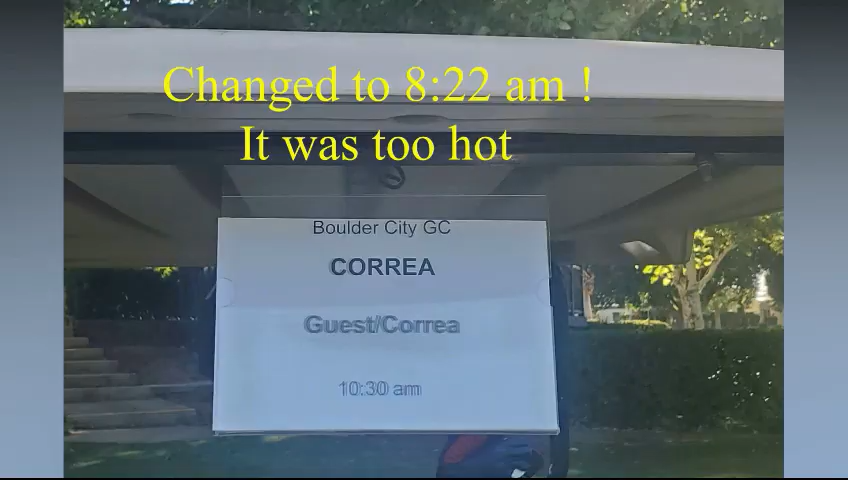 Changed to 8:22 am !
It was too hot
Boulder City GC
CORREA
Guest/Correa
10:30 am